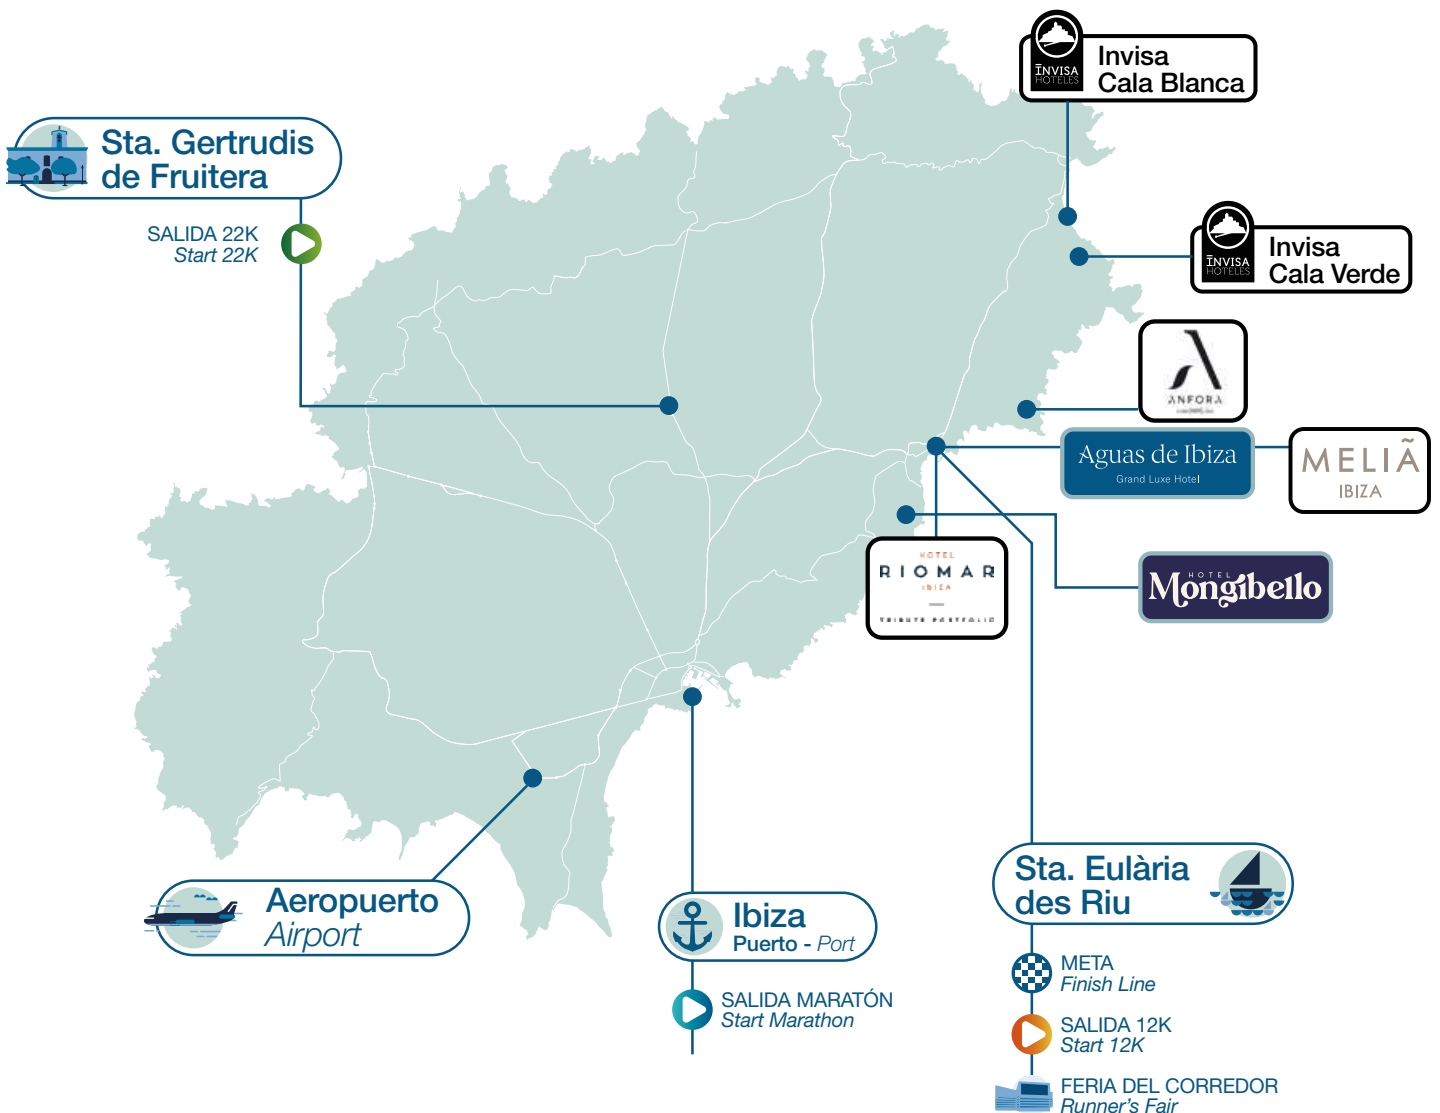 INVISA
HOTELES
Invisa
Cala Blanca
Sta. Gertrudis
de Fruitera
SALIDA 22K
Start 22K
INVISA
HOTELES
Invisa
Cala Verde
A
ANFORA
Aguas de Ibiza
Grand Luxe Hotel
MELIÃ
IBIZA
HOTEL
RIOMAR
IBIZA
TRIBUTE PORTFOLIO
HOTEL
Mongibello
Aeropuerto
Airport
Ibiza
Puerto - Port
SALIDA MARATÓN
Start Marathon
Sta. Eulària
des Riu
META
Finish Line
SALIDA 12K
Start 12K
FERIA DEL CORREDOR
Runner's Fair